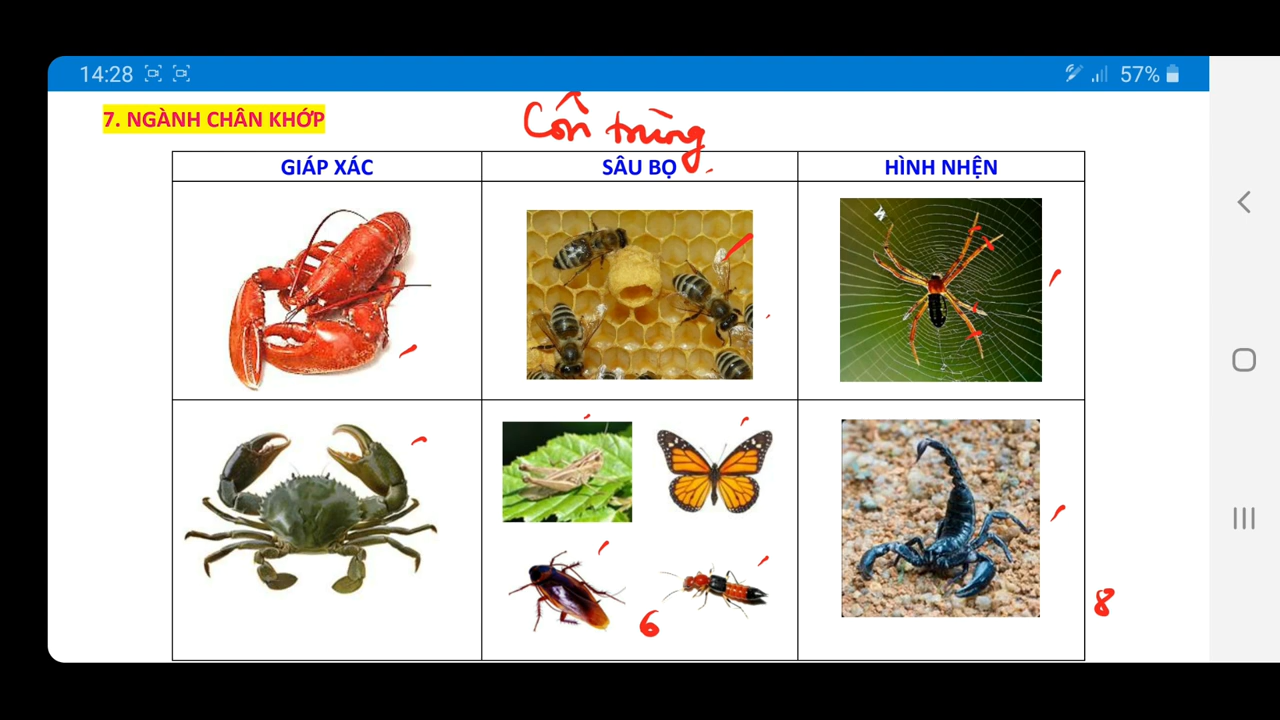 14:28
57%
7. NGÀNH CHÂN KHỚP
Côn trùng
GIÁP XÁC
SÂU BỌ
HÌNH NHỆN
6
8